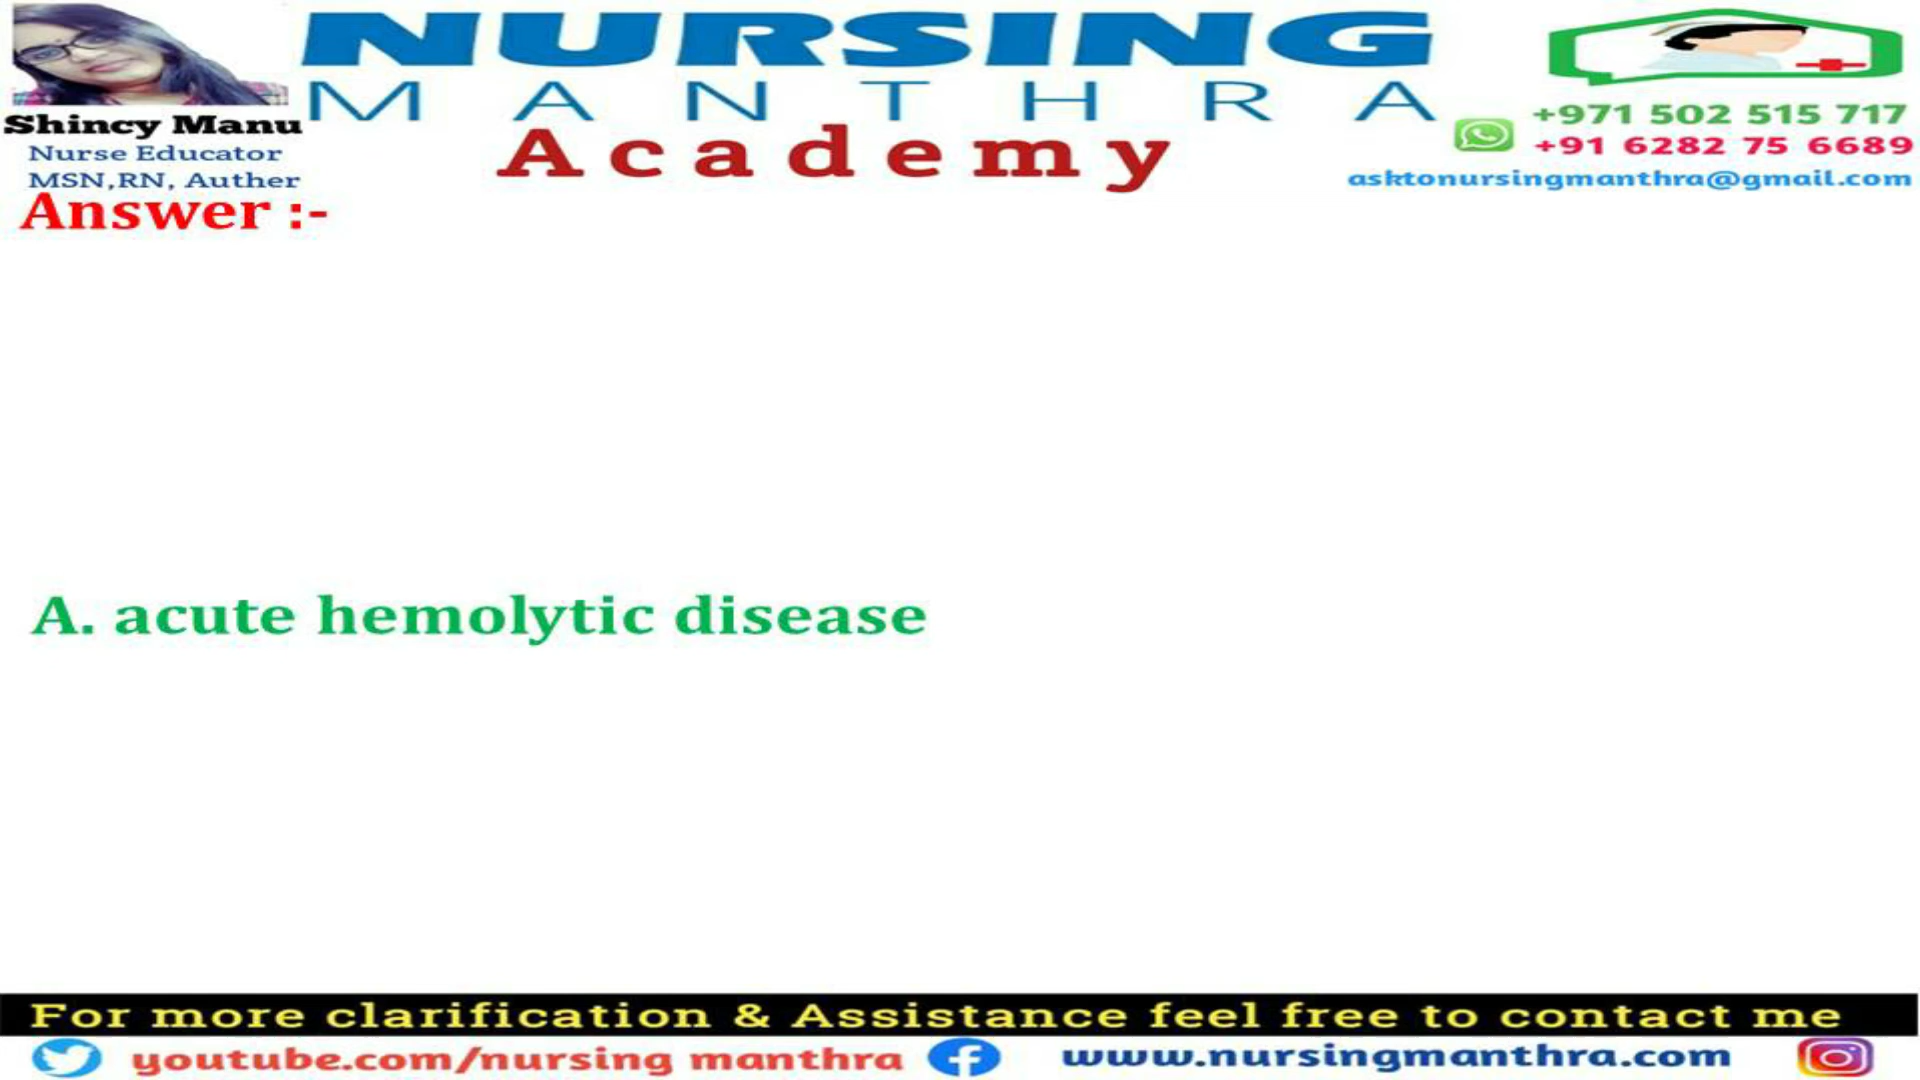 NURSING
MANTHRA
Academy
Shincy Manu
Nurse Educator
MSN,RN, Auther
+971 502 515 717
+91 6282 75 6689
asktonursingmanthra@gmail.com
Answer :-
A. acute hemolytic disease
For more clarification & Assistance feel free to contact me
youtube.com/nursing manthra
www.nursingmanthra.com